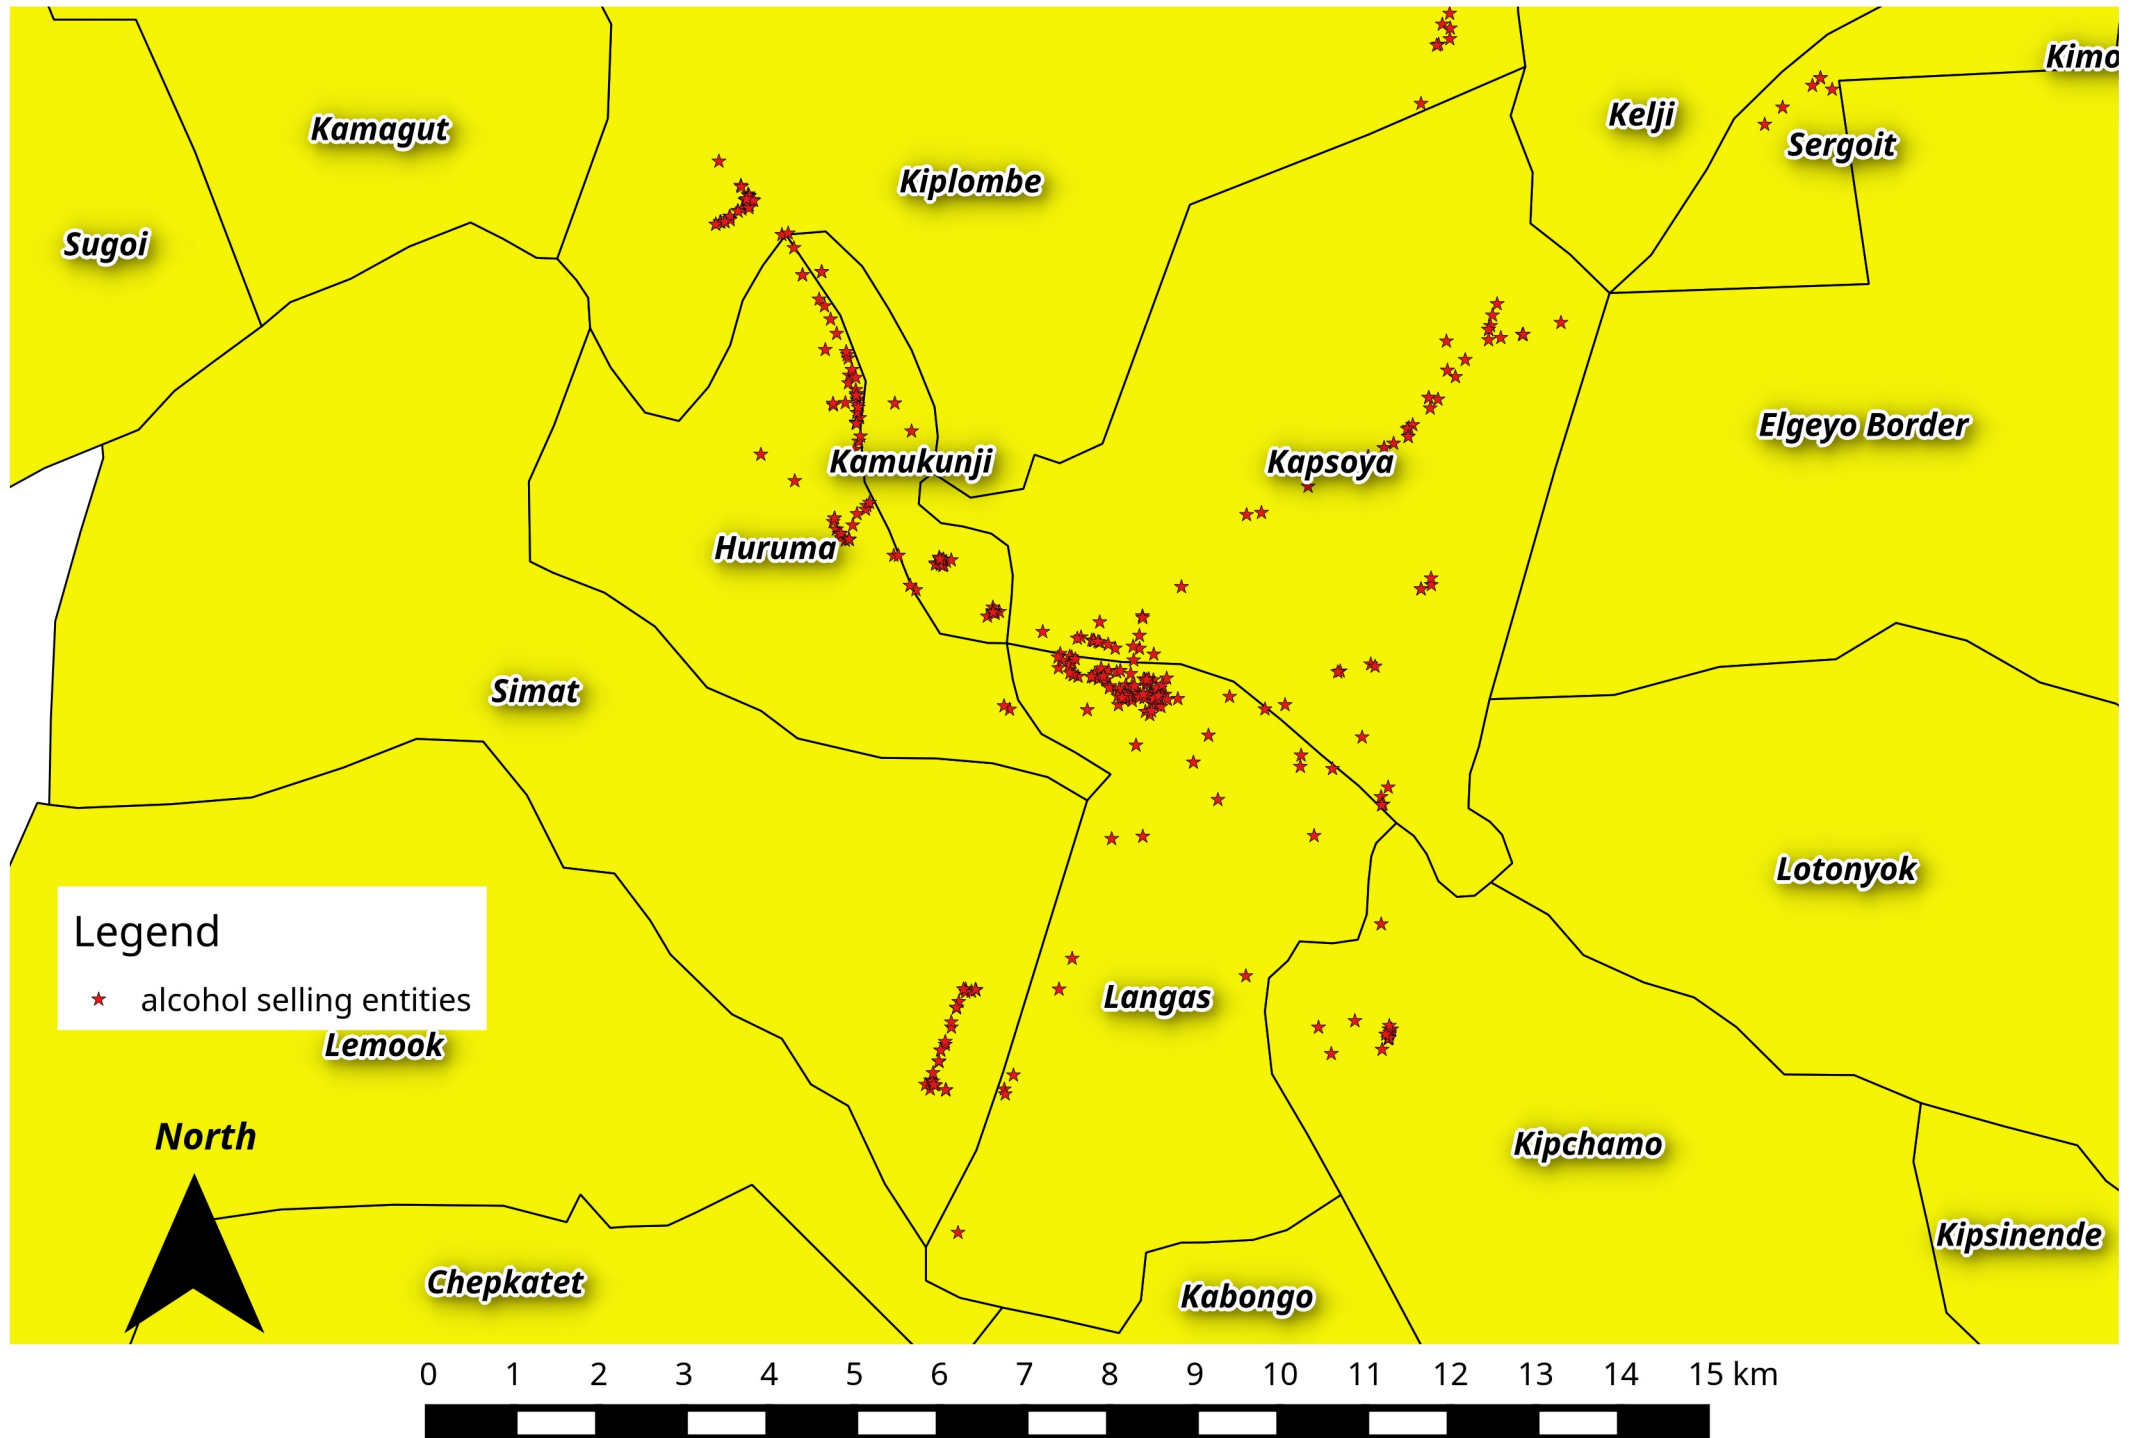 Kimo
Kelji
Kamagut
Sergoit
Kiplombe
Sugoi
Elgeyo Border
Kamukunji
Kapsoya
Huruma
Simat
Lotonyok
Legend
alcohol selling entities
Langas
Lemook
North
Kipchamo
Kipsinende
Chepkatet
Kabongo
0 1 2 3 4 5 6 7 8 9 10 11 12 13 14 15 km